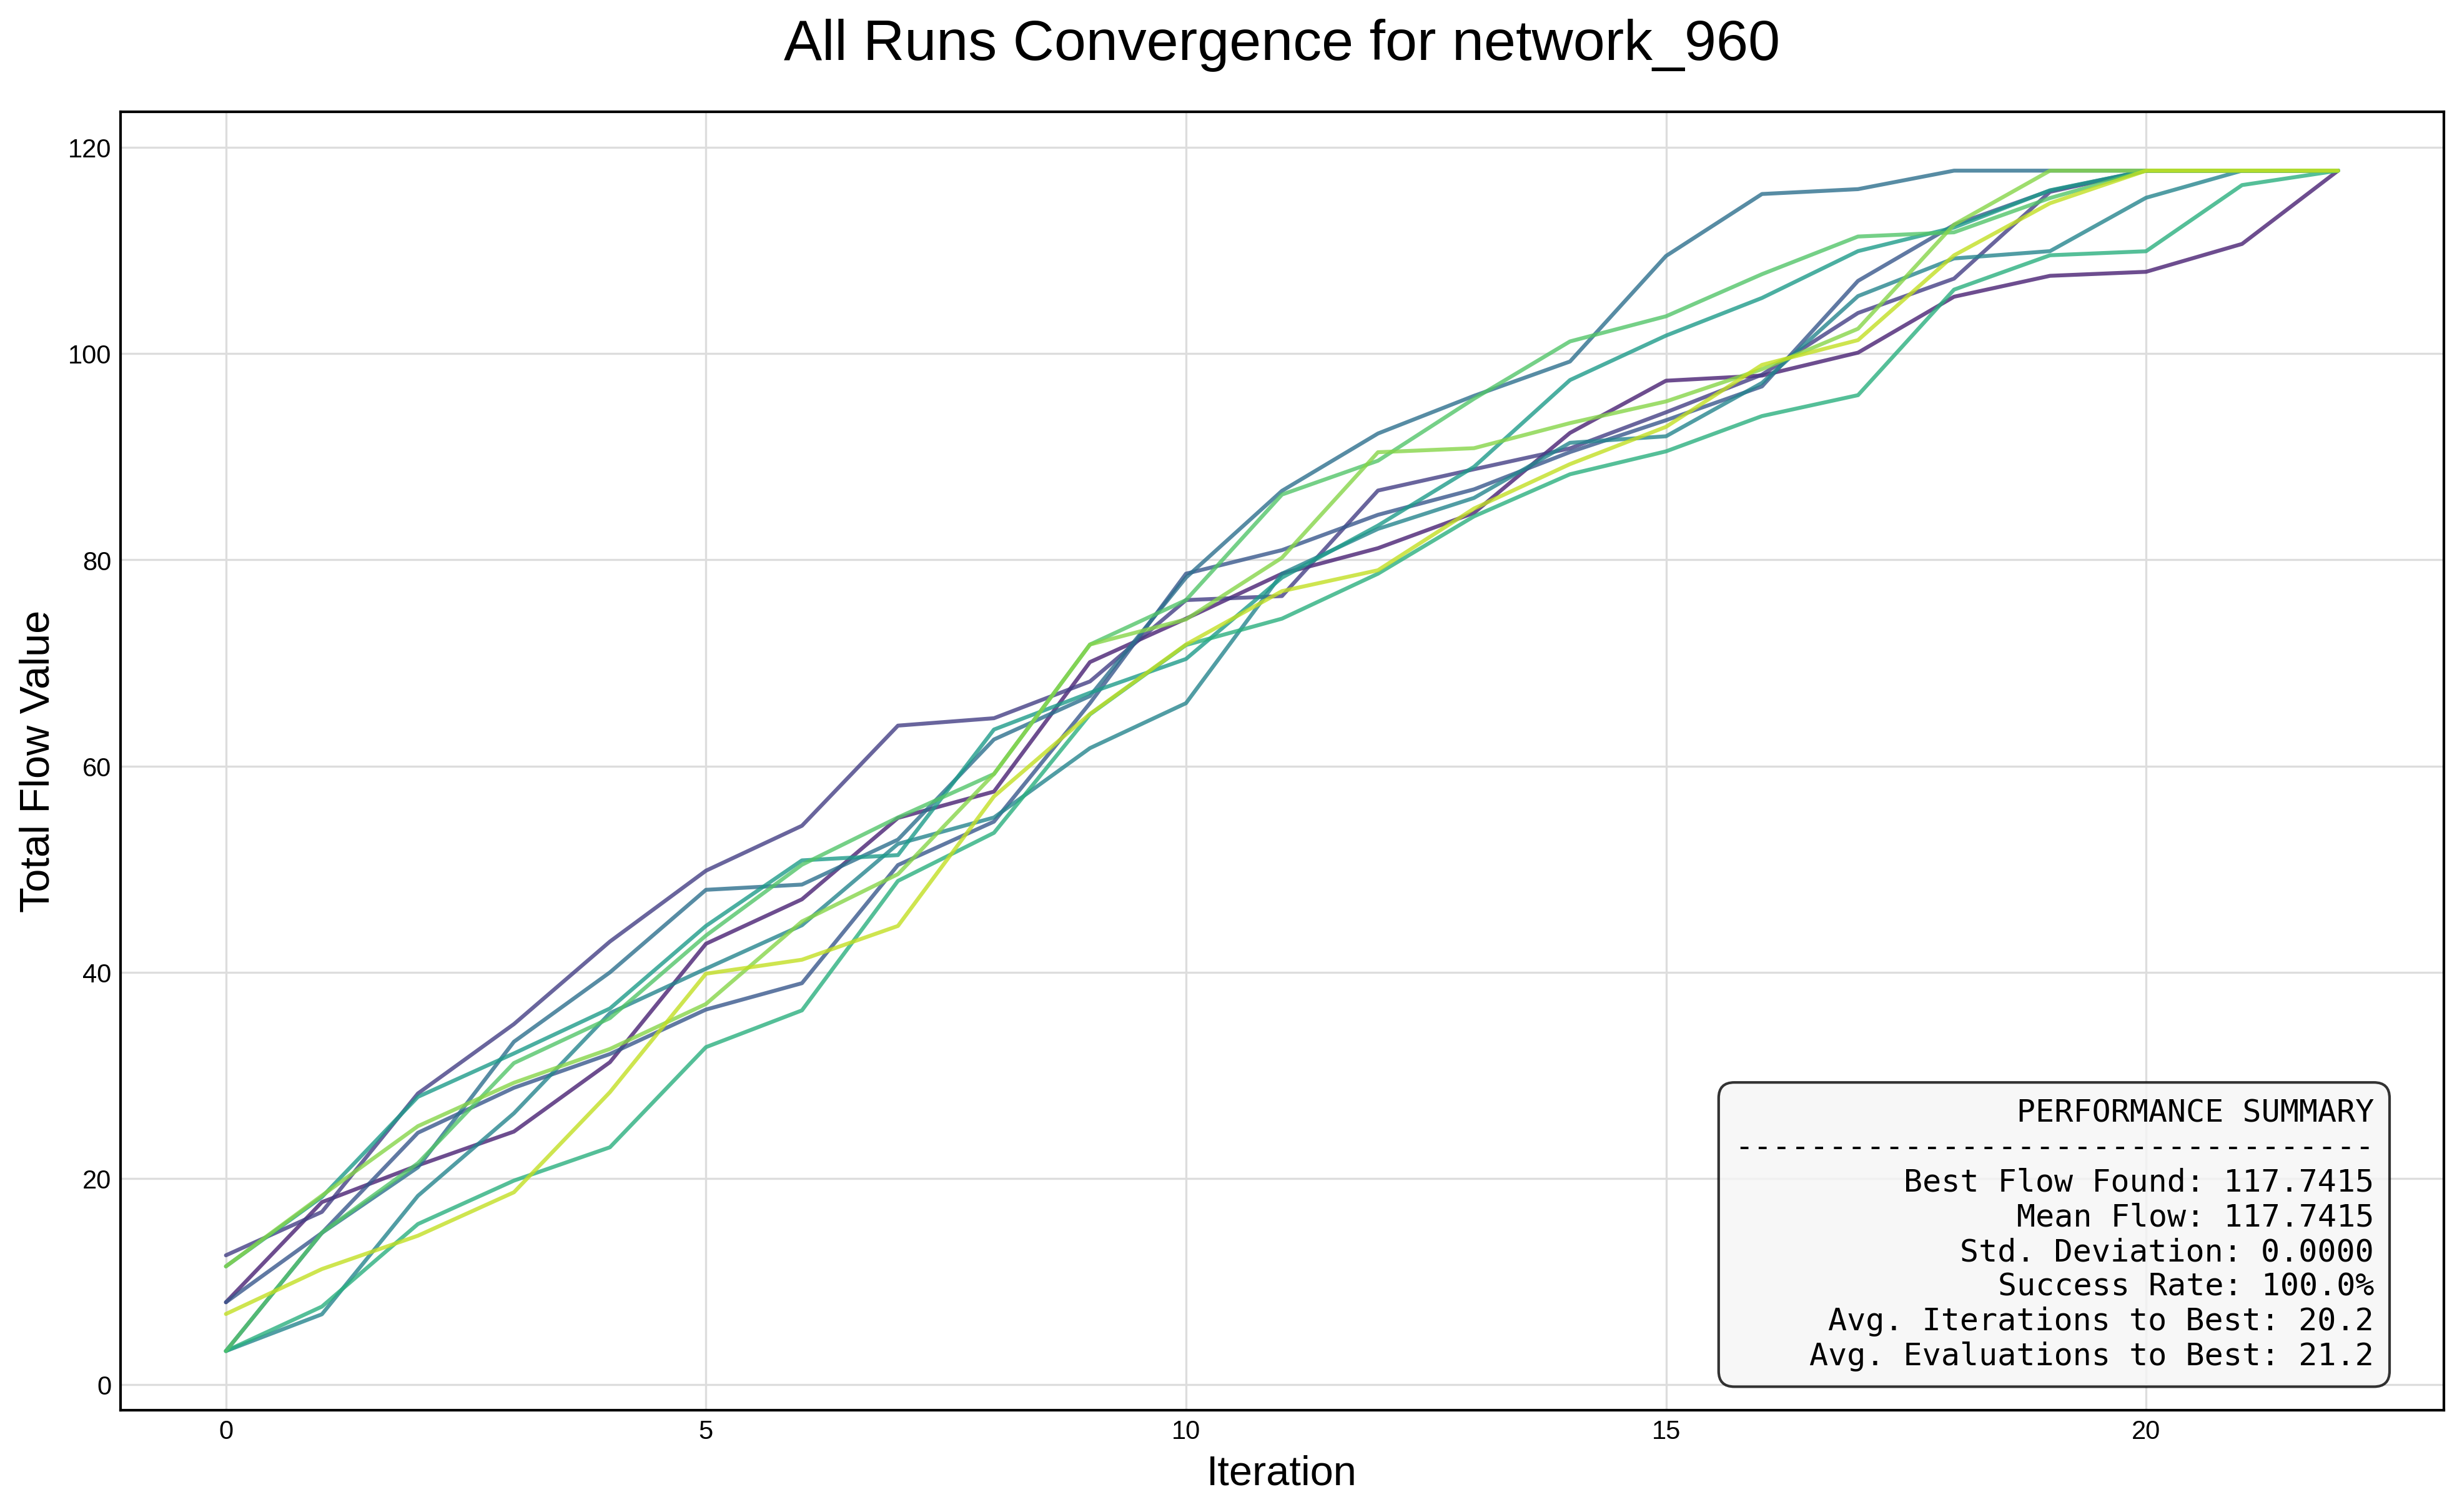 All Runs Convergence for network_960
Total Flow Value
120
100
80
60
40
20
0
PERFORMANCE SUMMARY
----------------------------------
Best Flow Found: 117.7415
Mean Flow: 117.7415
Std. Deviation: 0.0000
Success Rate: 100.0%
Avg. Iterations to Best: 20.2
Avg. Evaluations to Best: 21.2
0 5 10 15 20
Iteration